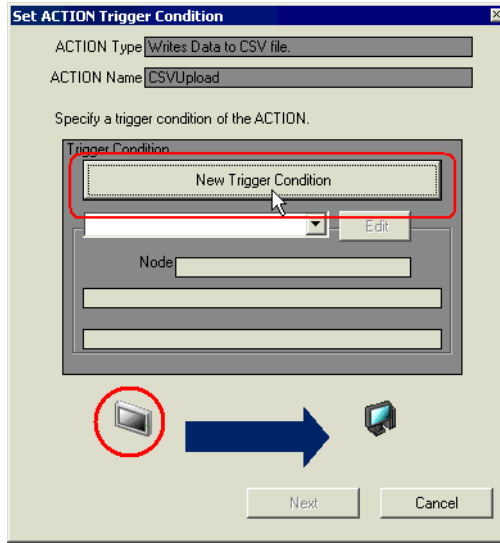 Set ACTION Trigger Condition
ACTION Type Writes Data to CSV file.
ACTION Name CSVUpload
Specify a trigger condition of the ACTION.
Trigger Condition
New Trigger Condition
Edit
Node
Next Cancel